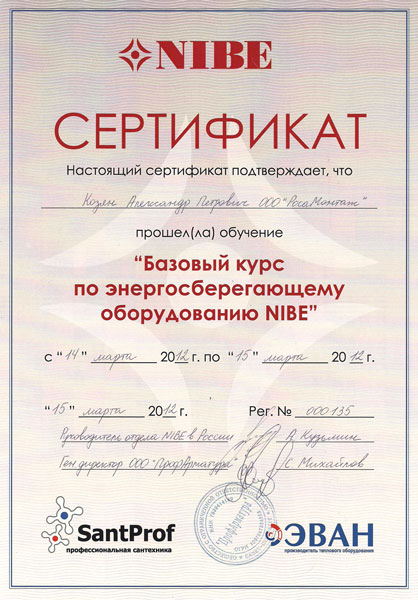 NIBE
СЕРТИФИКАТ
Настоящий сертификат подтверждает, что
Козян Александр Петрович ООО "РосаМонтаж"
прошел(ла) обучение
“Базовый курс
по энергосберегающему
оборудованию NIBE”
с “14” марта 2012 г. по “15” марта 2012 г.
“15” марта 2012 г. Рег. № 000135
Руководитель отдела NIBE в России А Кузьмин
Ген директор ООО "ПрофАрматура" С Михайлов
SantProf
профессиональная сантехника
"ПрофАрматура"
ЭВАН
производитель теплового оборудования